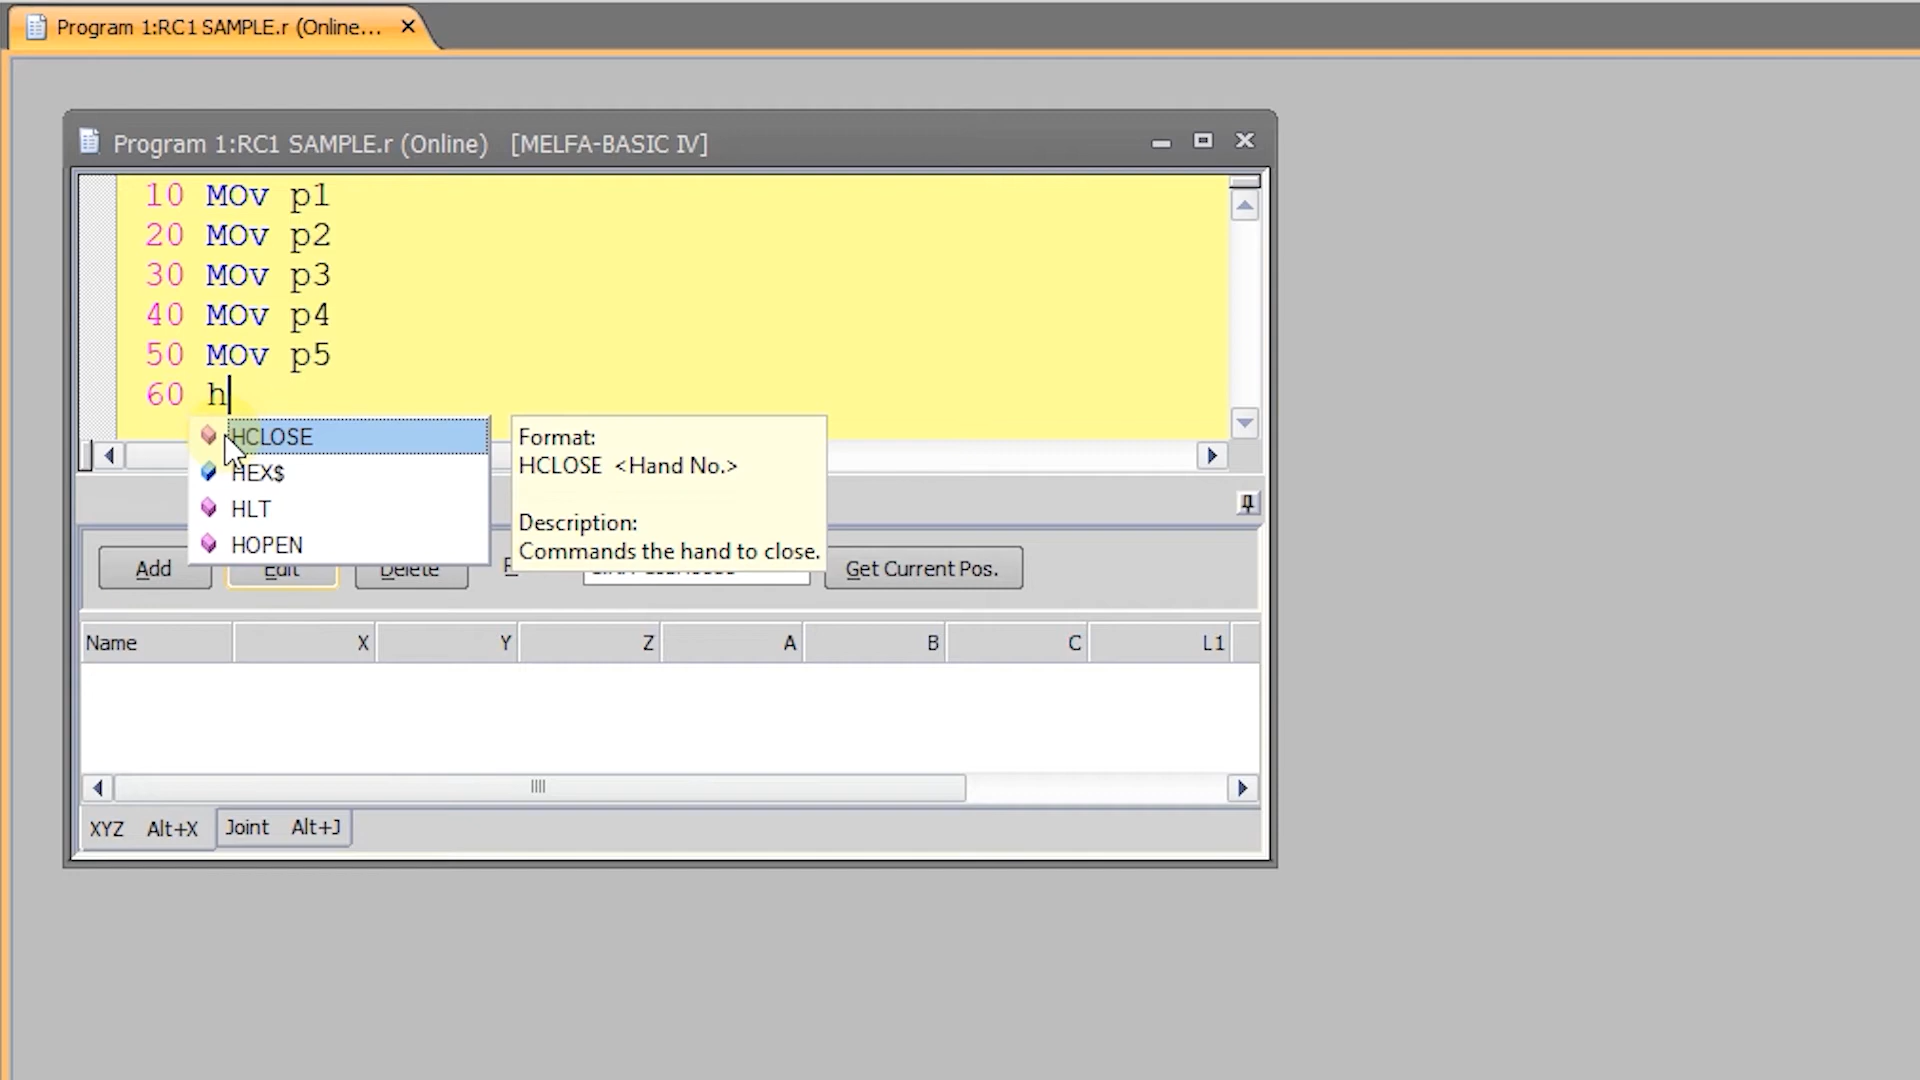 Program 1:RC1 SAMPLE.r (Online...
Program 1:RC1 SAMPLE.r (Online) [MELFA-BASIC IV]
10 MOv p1
20 MOv p2
30 MOv p3
40 MOv p4
50 MOv p5
60 h
HCLOSE
HEX$
HLT
HOPEN
Format:
HCLOSE <Hand No.>
Description:
Commands the hand to close.
Add Edit Delete Get Current Pos.
Name X Y Z A B C L1
XYZ Alt+X Joint Alt+J